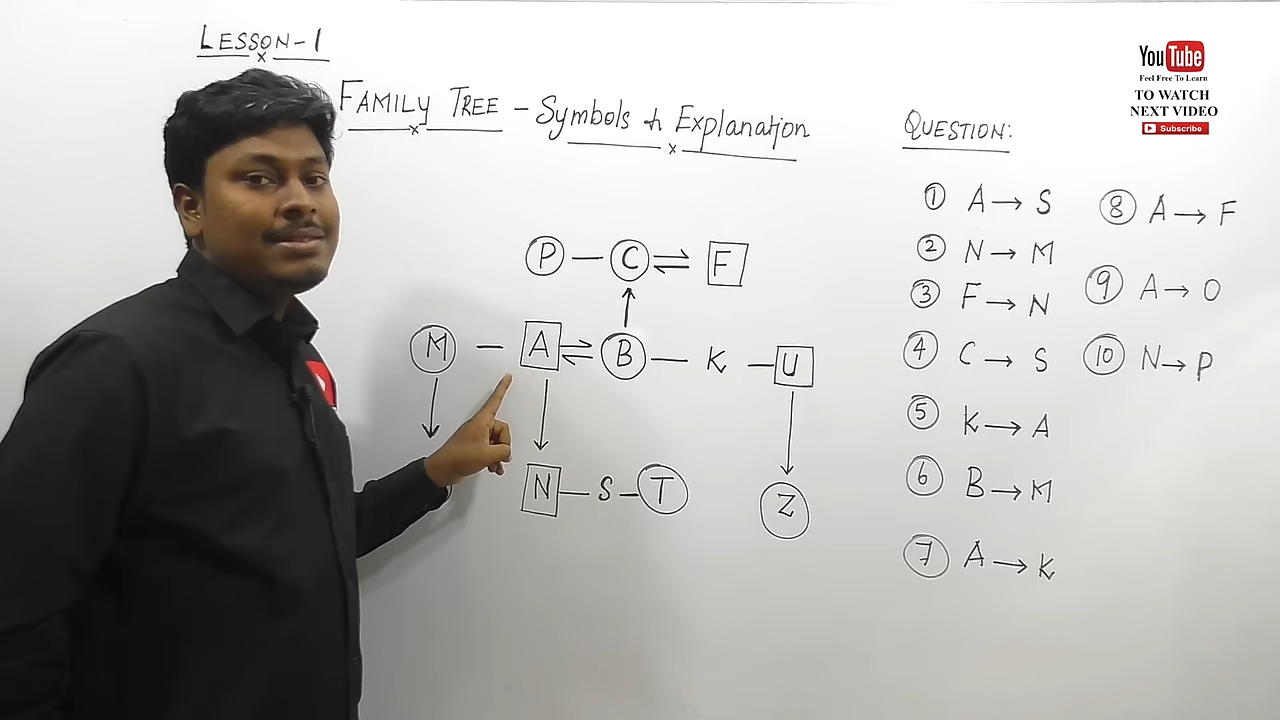 LESSON-1
FAMILY TREE - Symbols & Explanation
YouTube
Feel Free To Learn
TO WATCH
NEXT VIDEO
Subscribe
QUESTION:
① A → S
② N → M
③ F → N
④ C → S
⑤ K → A
⑥ B → M
⑦ A → K
⑧ A → F
⑨ A → O
⑩ N → P
P — C ⇌ F
M — A ⇌ B — K — U
N — S — T
Z